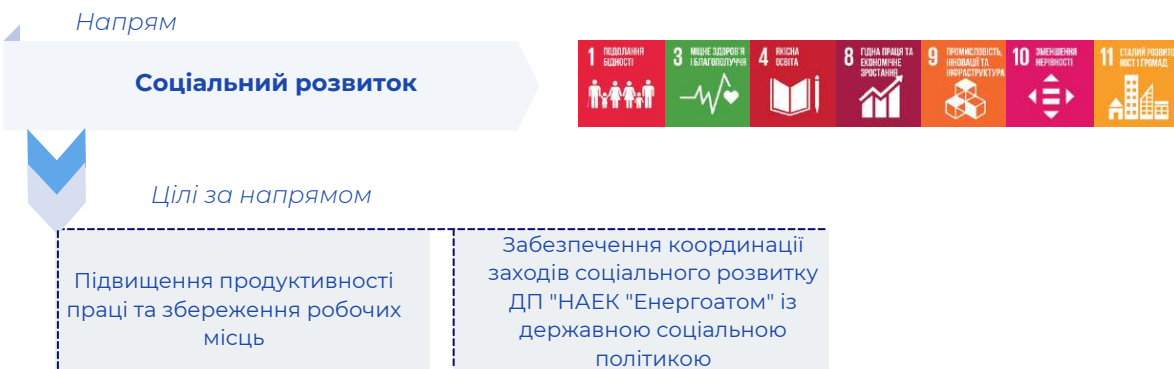 Напрям
Соціальний розвиток
1 ПОДОЛАННЯ
БІДНОСТІ
3 МІЦНЕ ЗДОРОВ'Я
І БЛАГОПОЛУЧЧЯ
4 ЯКІСНА
ОСВІТА
8 ГІДНА ПРАЦЯ ТА
ЕКОНОМІЧНЕ
ЗРОСТАННЯ
9 ПРОМИСЛОВІСТЬ,
ІННОВАЦІЇ ТА
ІНФРАСТРУКТУРА
10 ЗМЕНШЕННЯ
НЕРІВНОСТІ
11 СТАЛИЙ РОЗВИТО
МІСТ І ГРОМАД
Цілі за напрямом
Підвищення продуктивності
праці та збереження робочих
місць
Забезпечення координації
заходів соціального розвитку
ДП "НАЕК "Енергоатом" із
державною соціальною
політикою